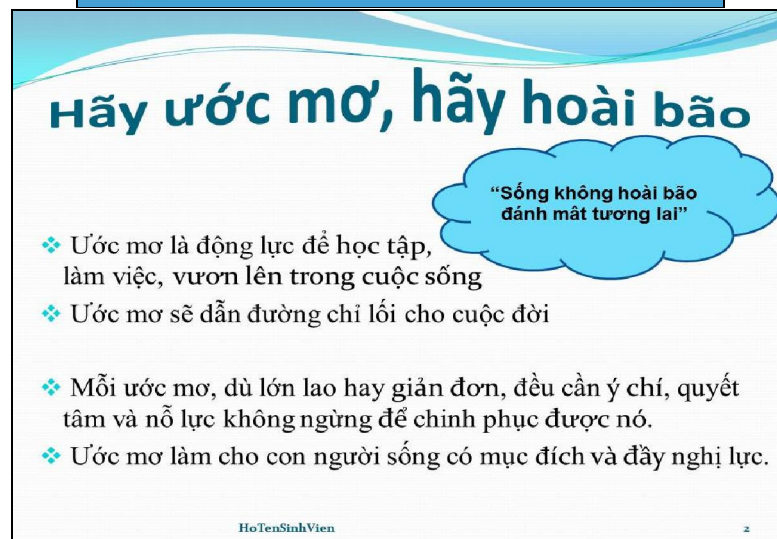 Hãy ước mơ, hãy hoài bão
“Sống không hoài bão
đánh mât tương lai”
❖ Ước mơ là động lực để học tập,
làm việc, vươn lên trong cuộc sống
❖ Ước mơ sẽ dẫn đường chỉ lối cho cuộc đời
❖ Mỗi ước mơ, dù lớn lao hay giản đơn, đều cần ý chí, quyết
tâm và nỗ lực không ngừng để chinh phục được nó.
❖ Ước mơ làm cho con người sống có mục đích và đầy nghị lực.
HoTenSinhVien
2